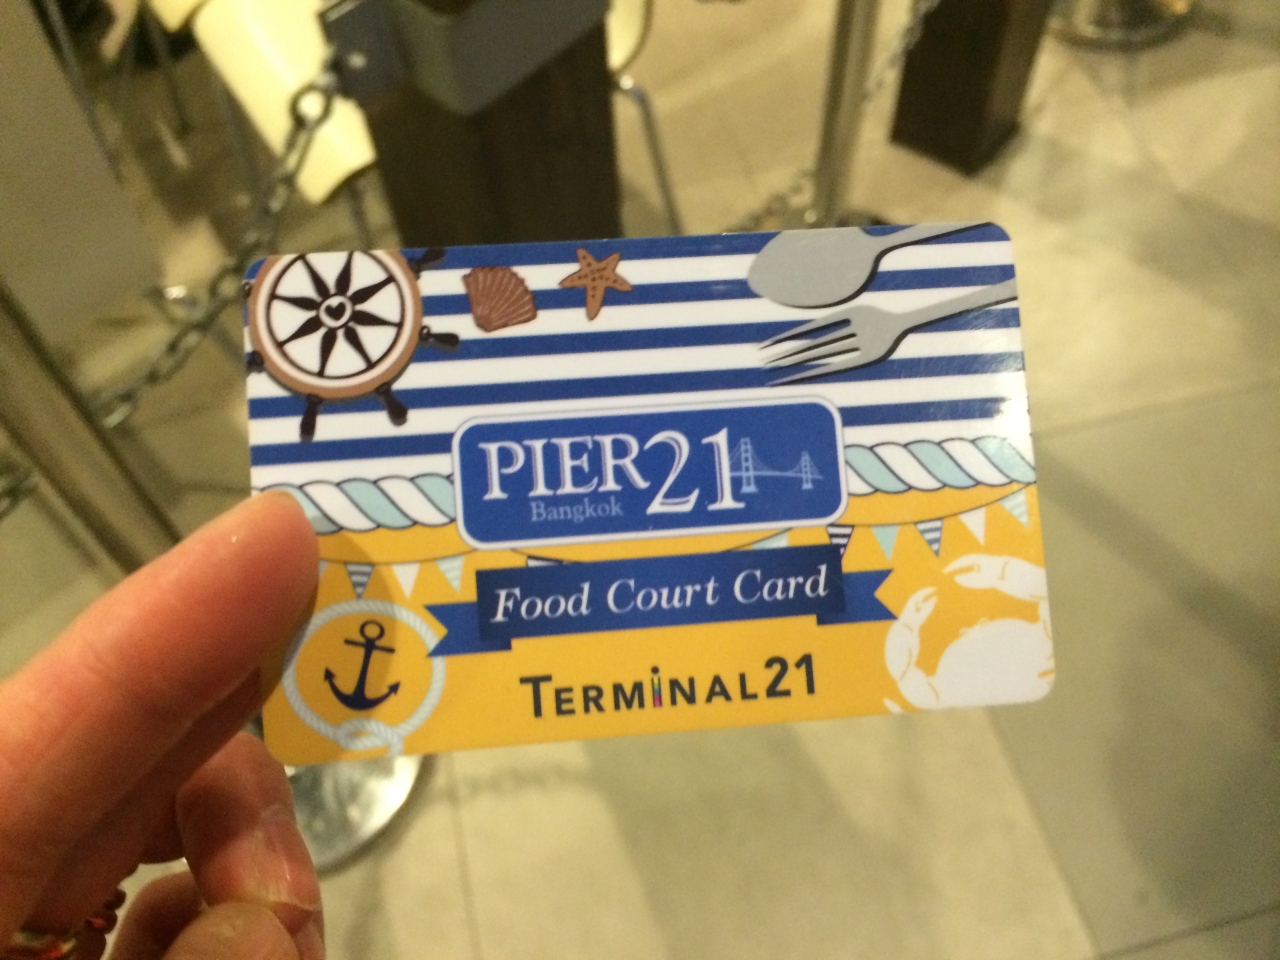 PIER21
Bangkok
Food Court Card
TERMINAL21